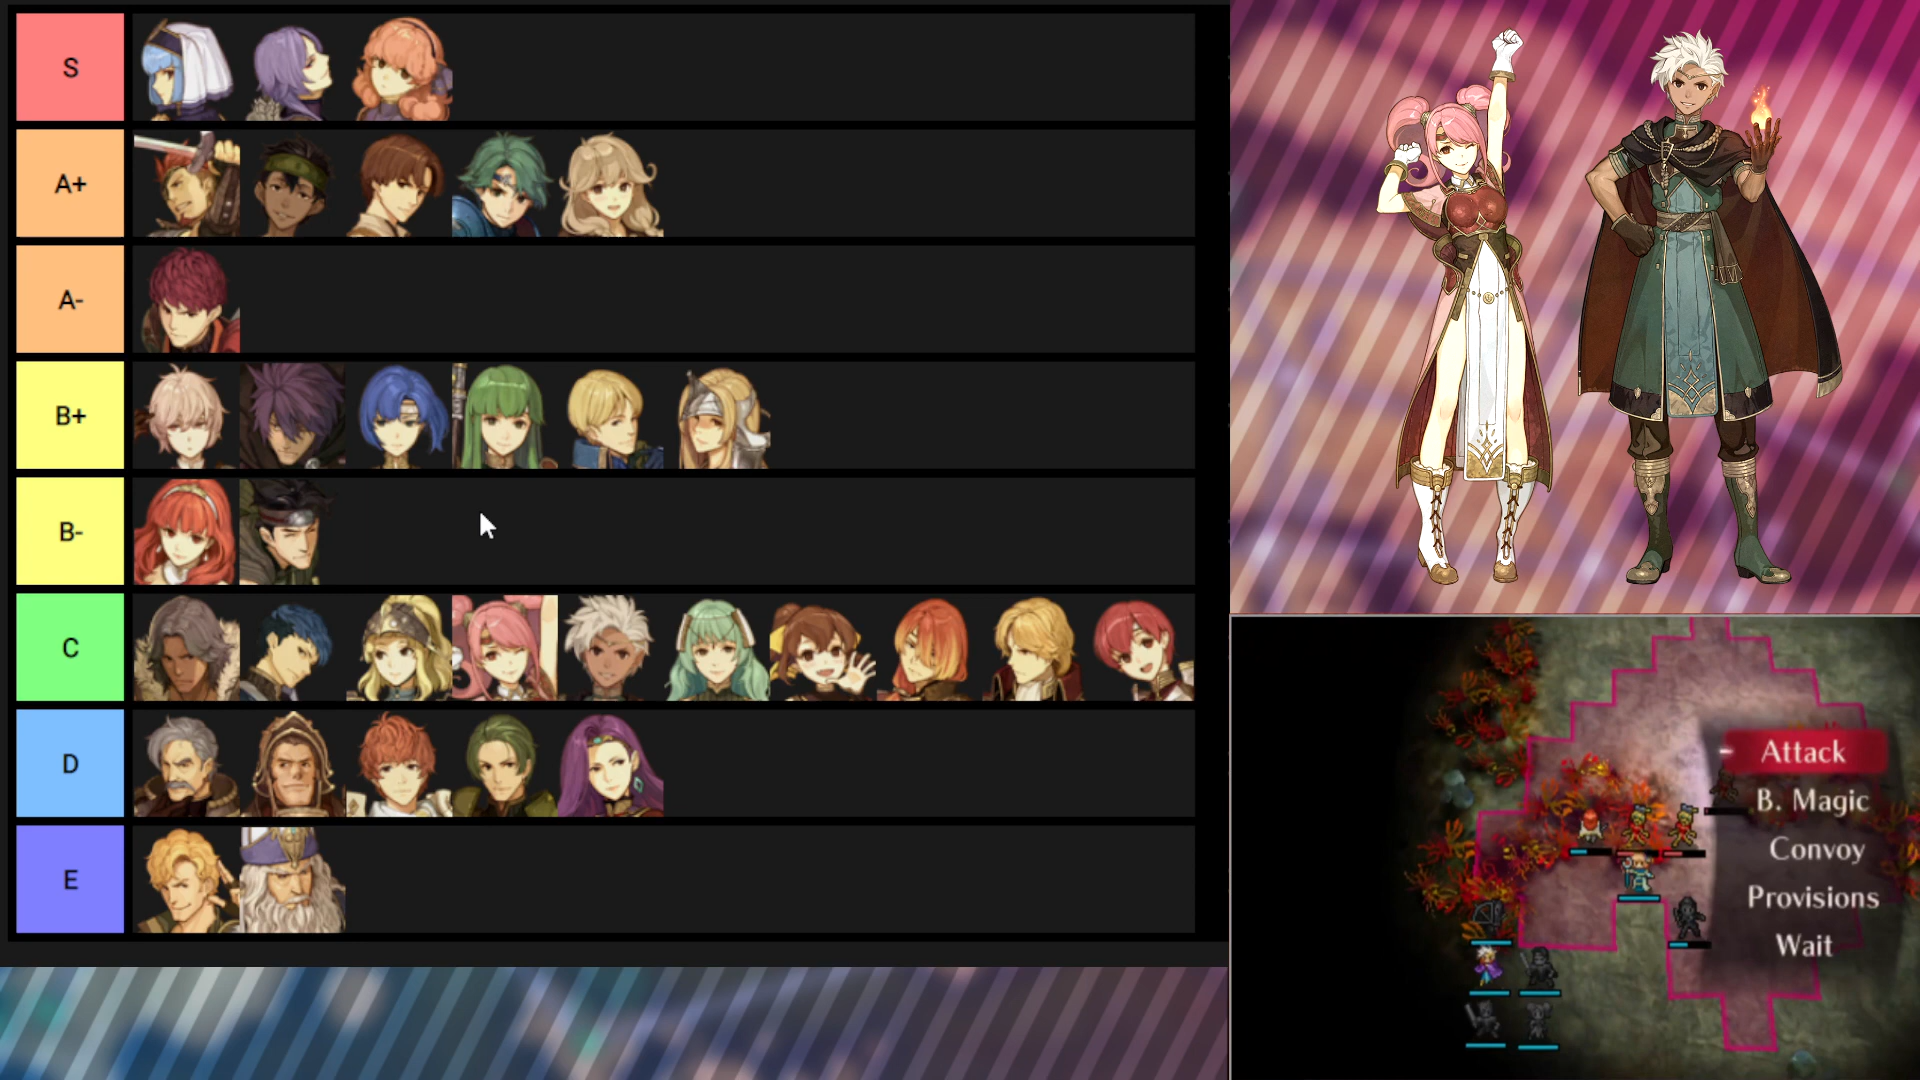 S
A+
A-
B+
B-
C
D
E
Attack
B. Magic
Convoy
Provisions
Wait